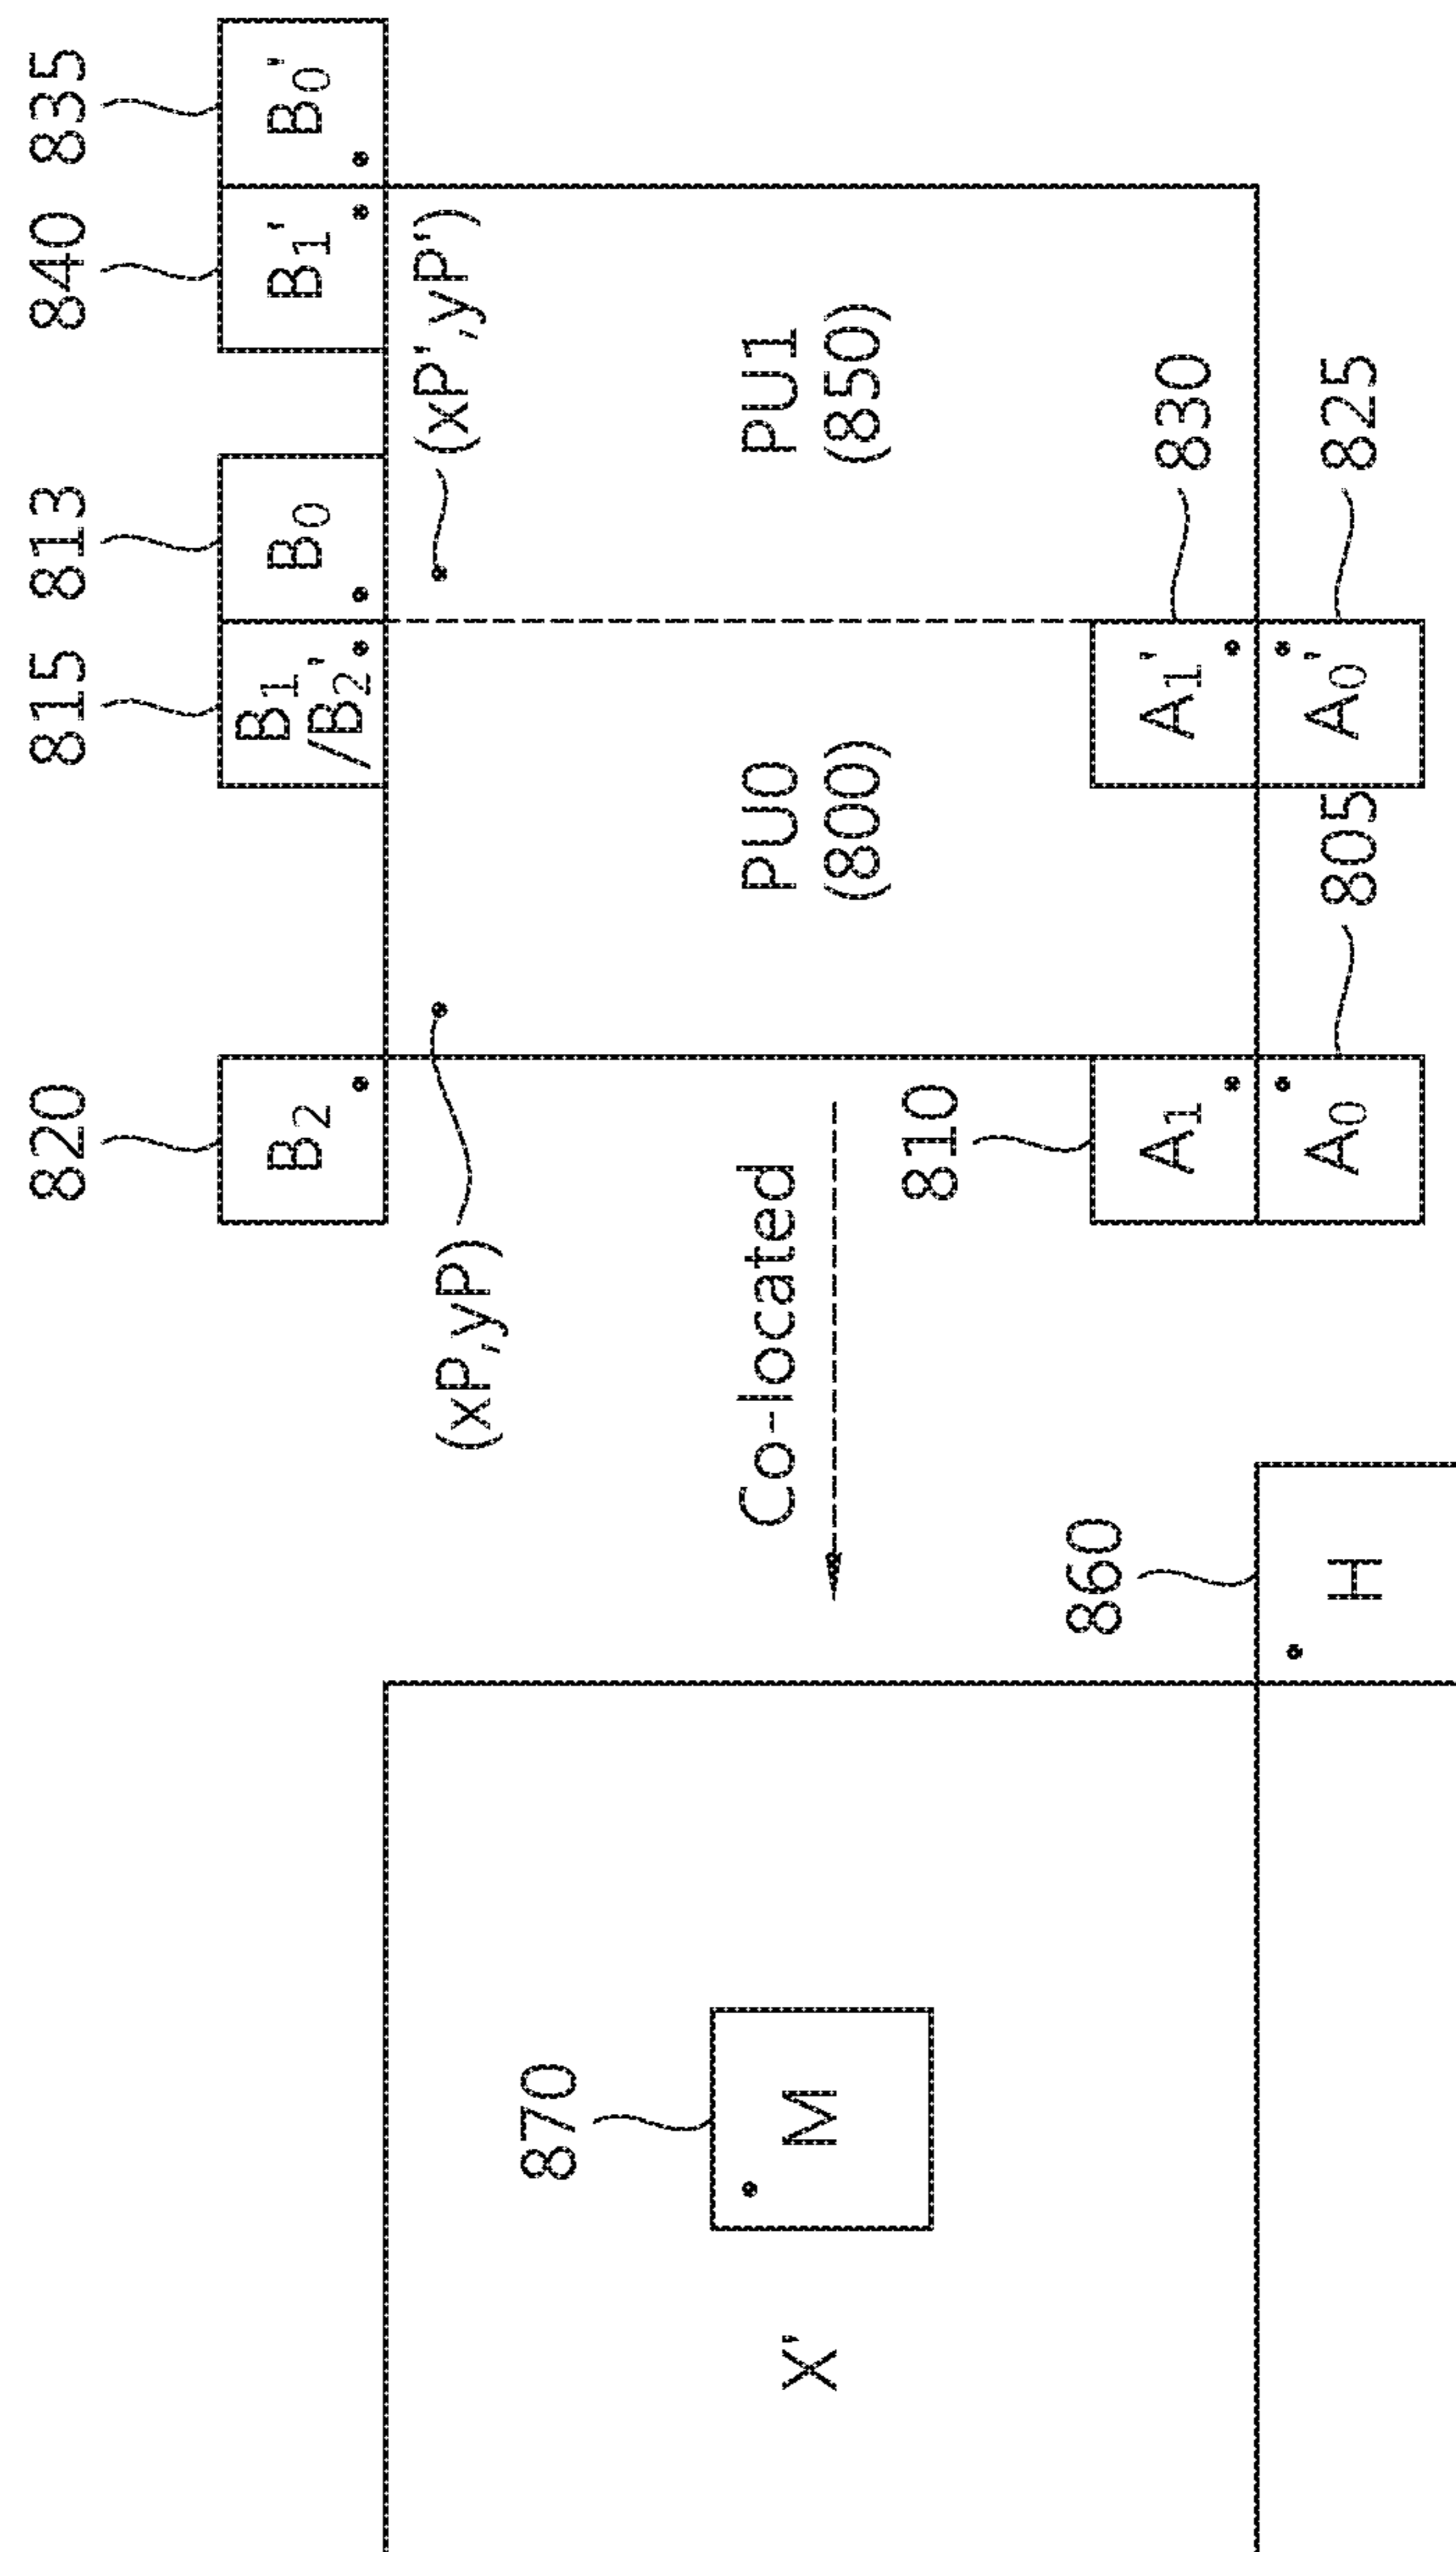 820
815
813
840
835
B₂
B₁
/B₂'
B₀
B₁'
B₀'
(xP,yP)
(xP',yP')
870
X'
M
Co-located
PU0
(800)
PU1
(850)
810
860
830
A₁
A₁'
805
825
H
A₀
A₀'